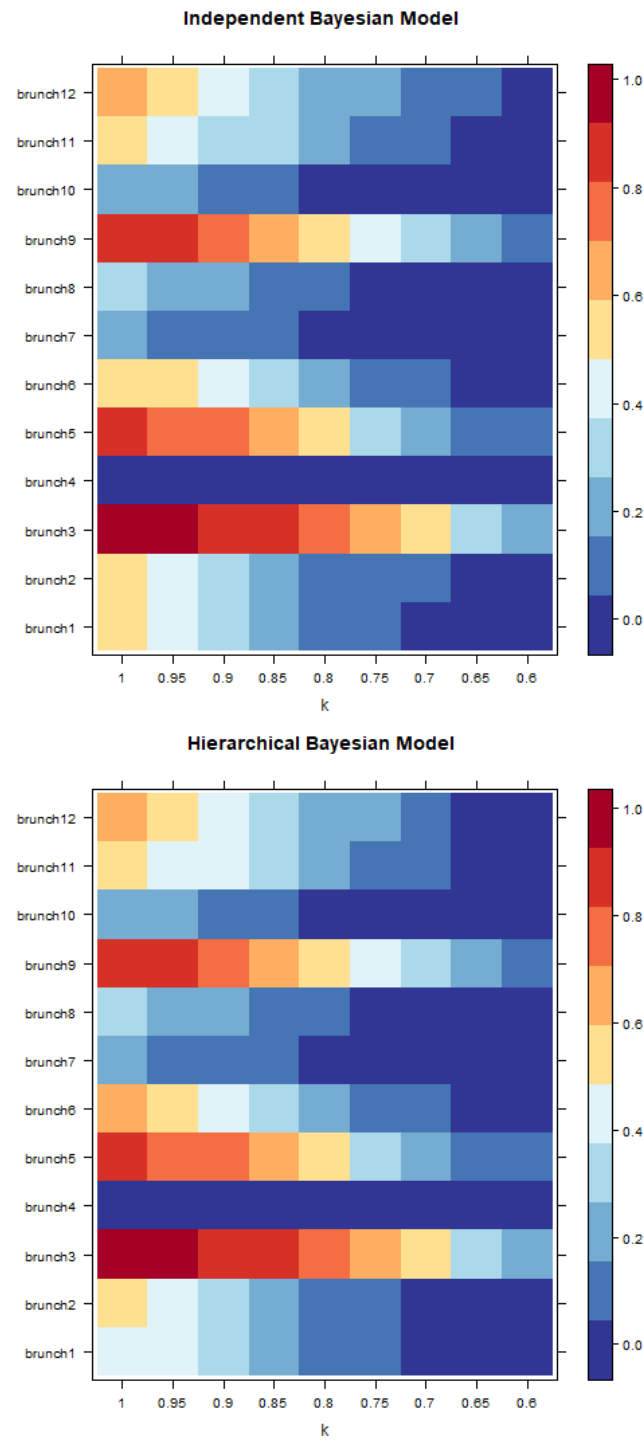 Independent Bayesian Model
brunch12
brunch11
brunch10
brunch9
brunch8
brunch7
brunch6
brunch5
brunch4
brunch3
brunch2
brunch1
1.0
0.8
0.6
0.4
0.2
0.0
1 0.95 0.9 0.85 0.8 0.75 0.7 0.65 0.6
k
Hierarchical Bayesian Model
brunch12
brunch11
brunch10
brunch9
brunch8
brunch7
brunch6
brunch5
brunch4
brunch3
brunch2
brunch1
1.0
0.8
0.6
0.4
0.2
0.0
1 0.95 0.9 0.85 0.8 0.75 0.7 0.65 0.6
k